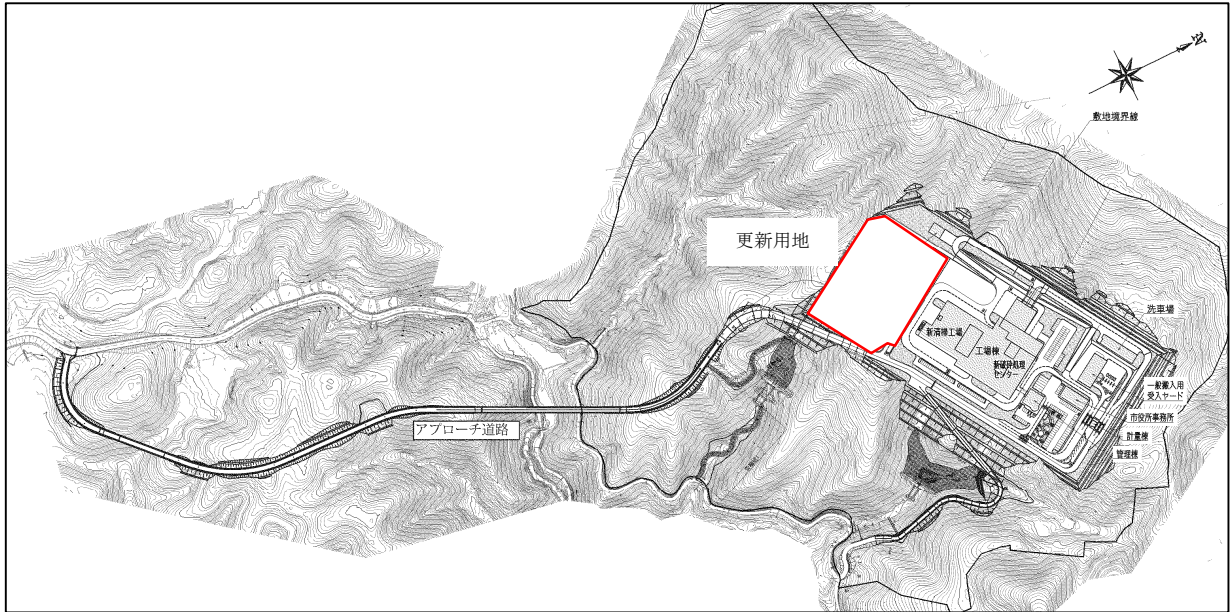 敷地境界線
更新用地
洗車場
新清掃工場
工場棟
新破砕処理
センター
一般搬入用
受入ヤード
市役所事務所
計量棟
管理棟
アプローチ道路